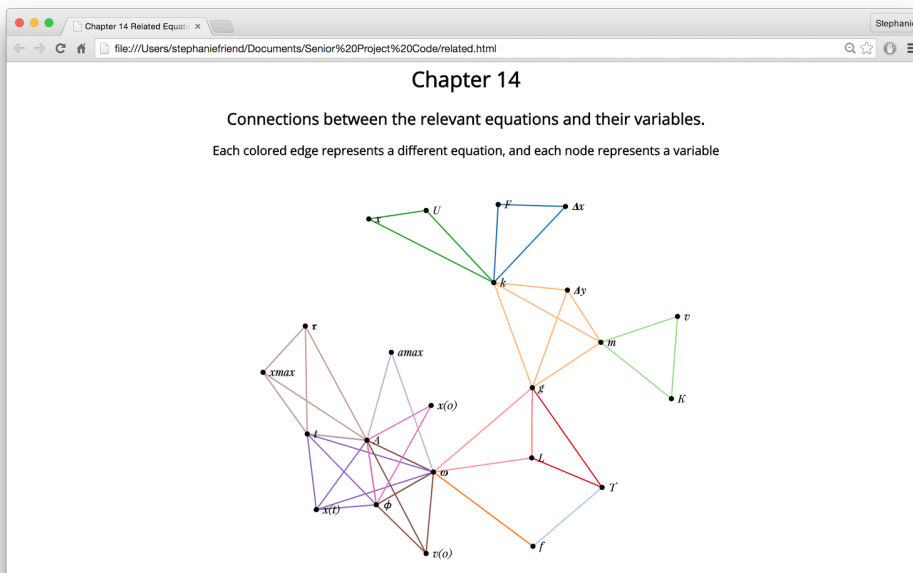 Chapter 14 Related Equati
Stephanie
file:///Users/stephaniefriend/Documents/Senior%20Project%20Code/related.html
Chapter 14
Connections between the relevant equations and their variables.
Each colored edge represents a different equation, and each node represents a variable
F
Δx
U
x
k
Δy
v
m
τ
amax
xmax
g
K
x(o)
t
A
L
ω
T
ϕ
x(t)
f
v(o)